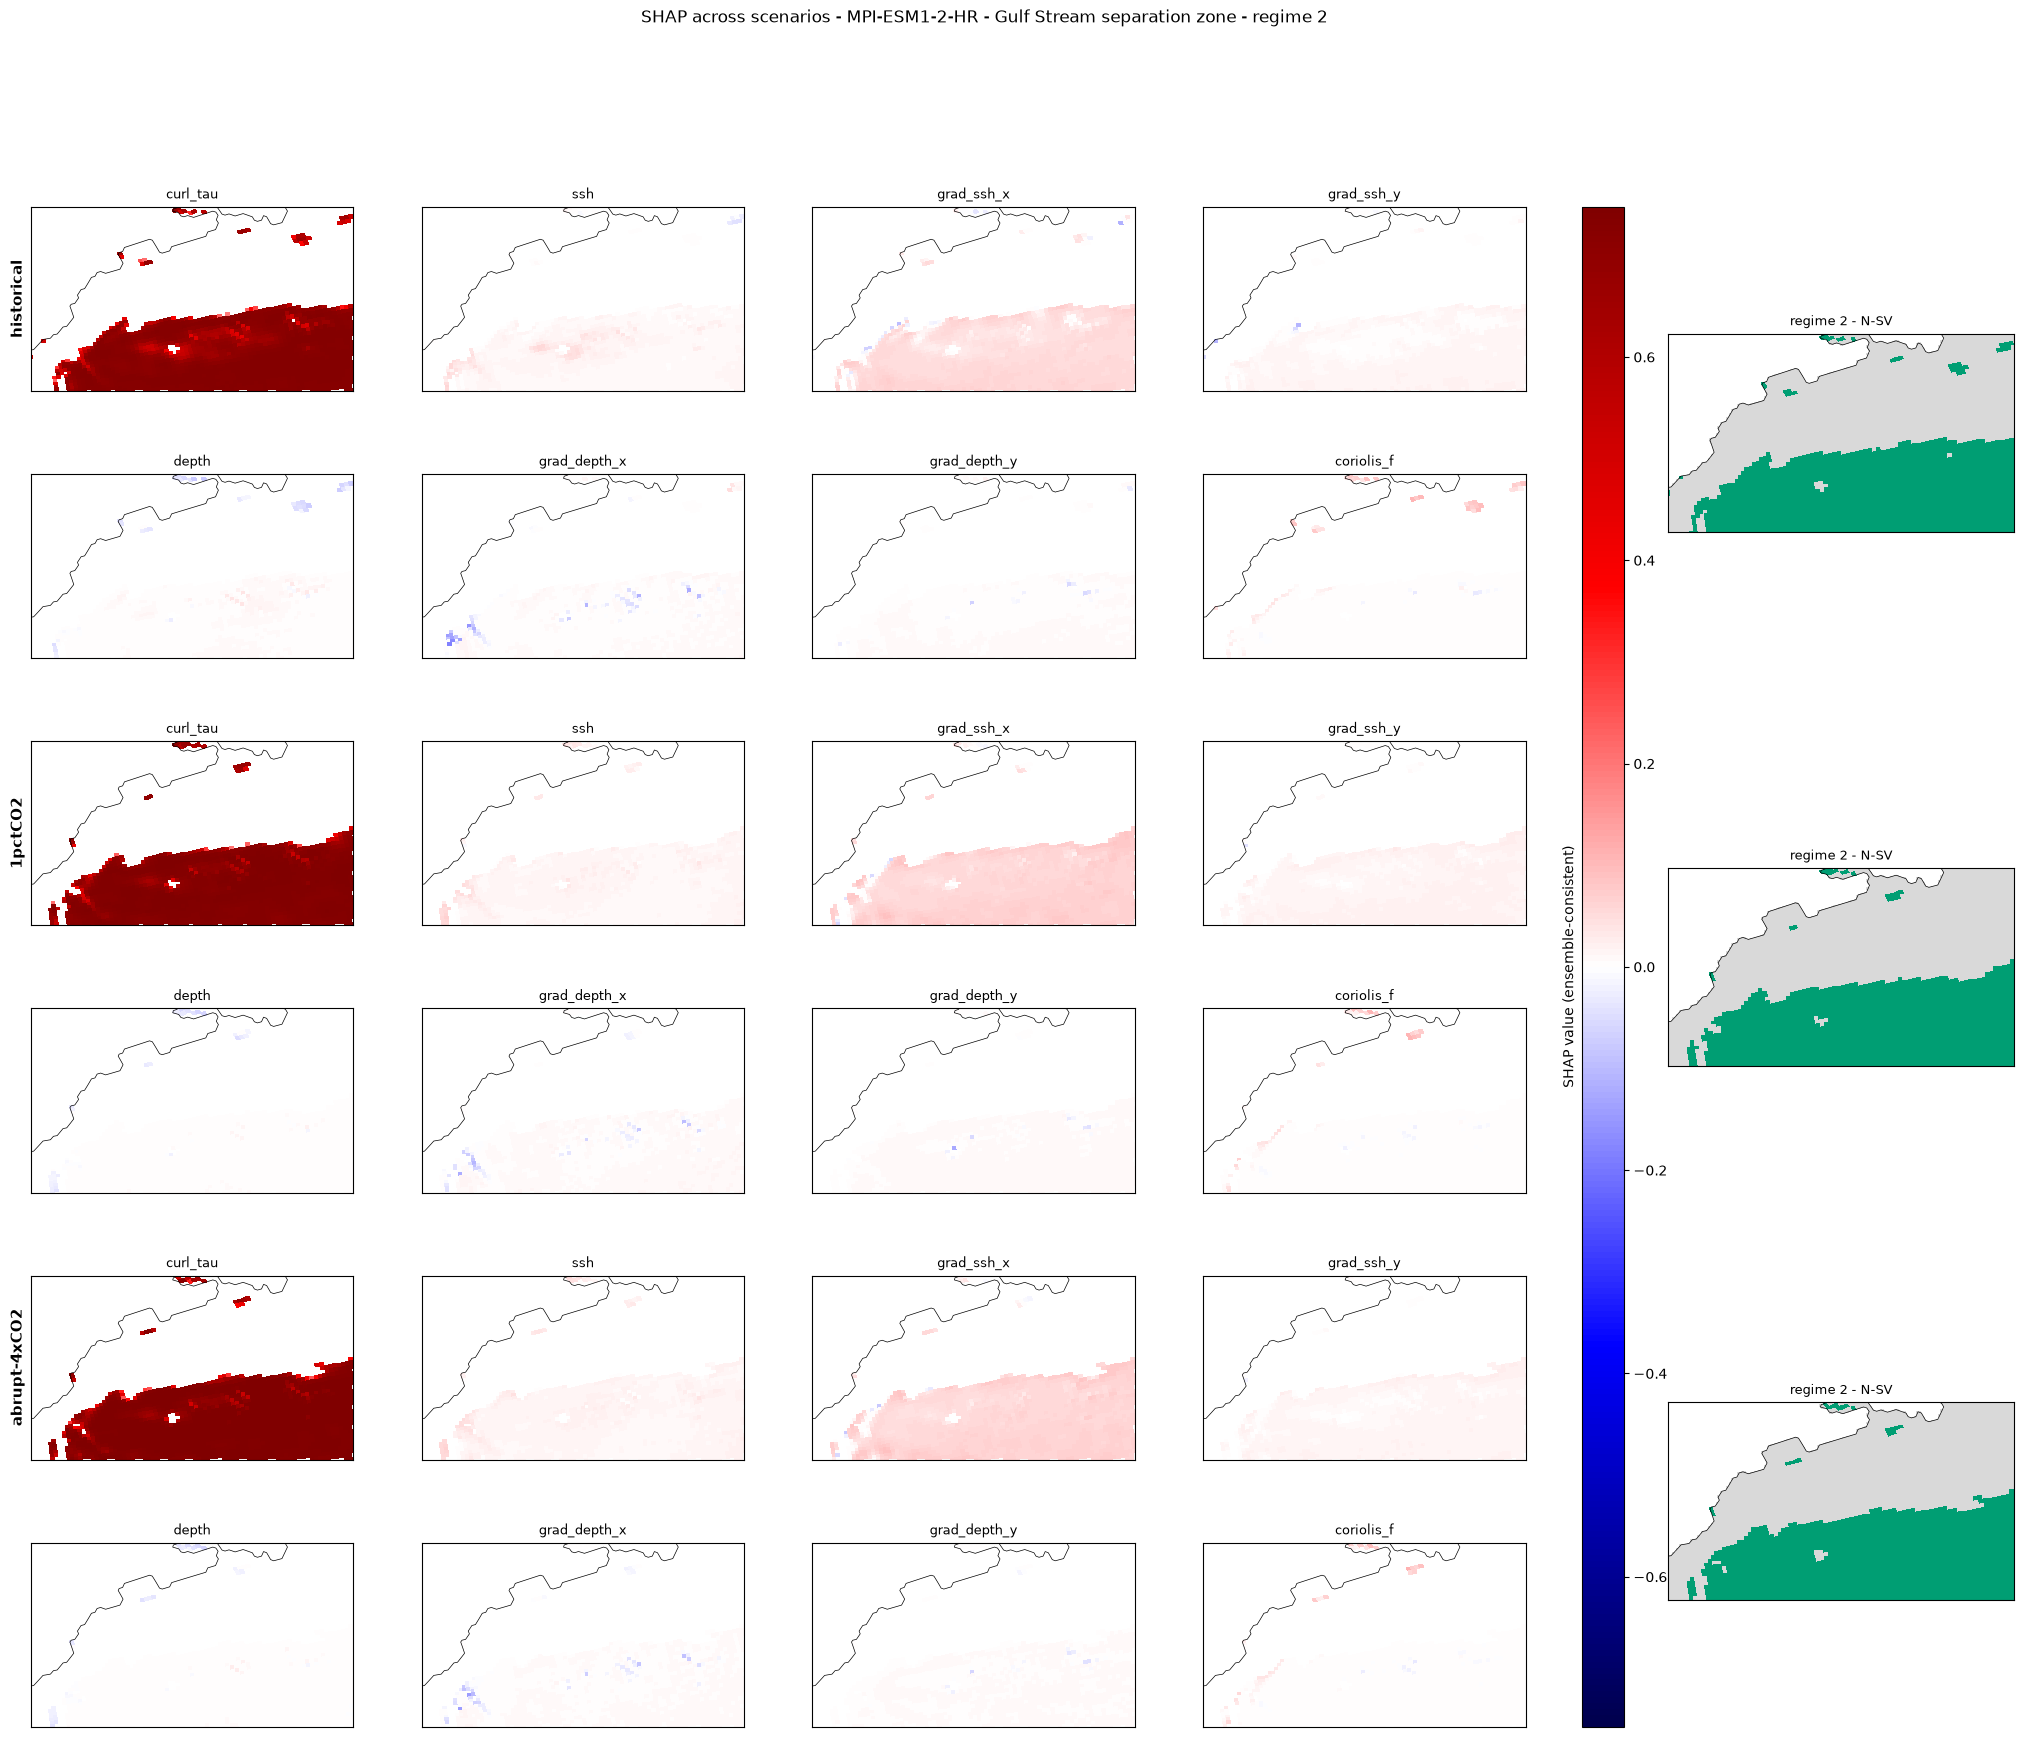 SHAP across scenarios - MPI-ESM1-2-HR - Gulf Stream separation zone - regime 2
historical
curl_tau
ssh
grad_ssh_x
grad_ssh_y
depth
grad_depth_x
grad_depth_y
coriolis_f
1pctCO2
curl_tau
ssh
grad_ssh_x
grad_ssh_y
depth
grad_depth_x
grad_depth_y
coriolis_f
abrupt-4xCO2
curl_tau
ssh
grad_ssh_x
grad_ssh_y
depth
grad_depth_x
grad_depth_y
coriolis_f
SHAP value (ensemble-consistent)
0.6
0.4
0.2
0.0
−0.2
−0.4
−0.6
regime 2 - N-SV
regime 2 - N-SV
regime 2 - N-SV